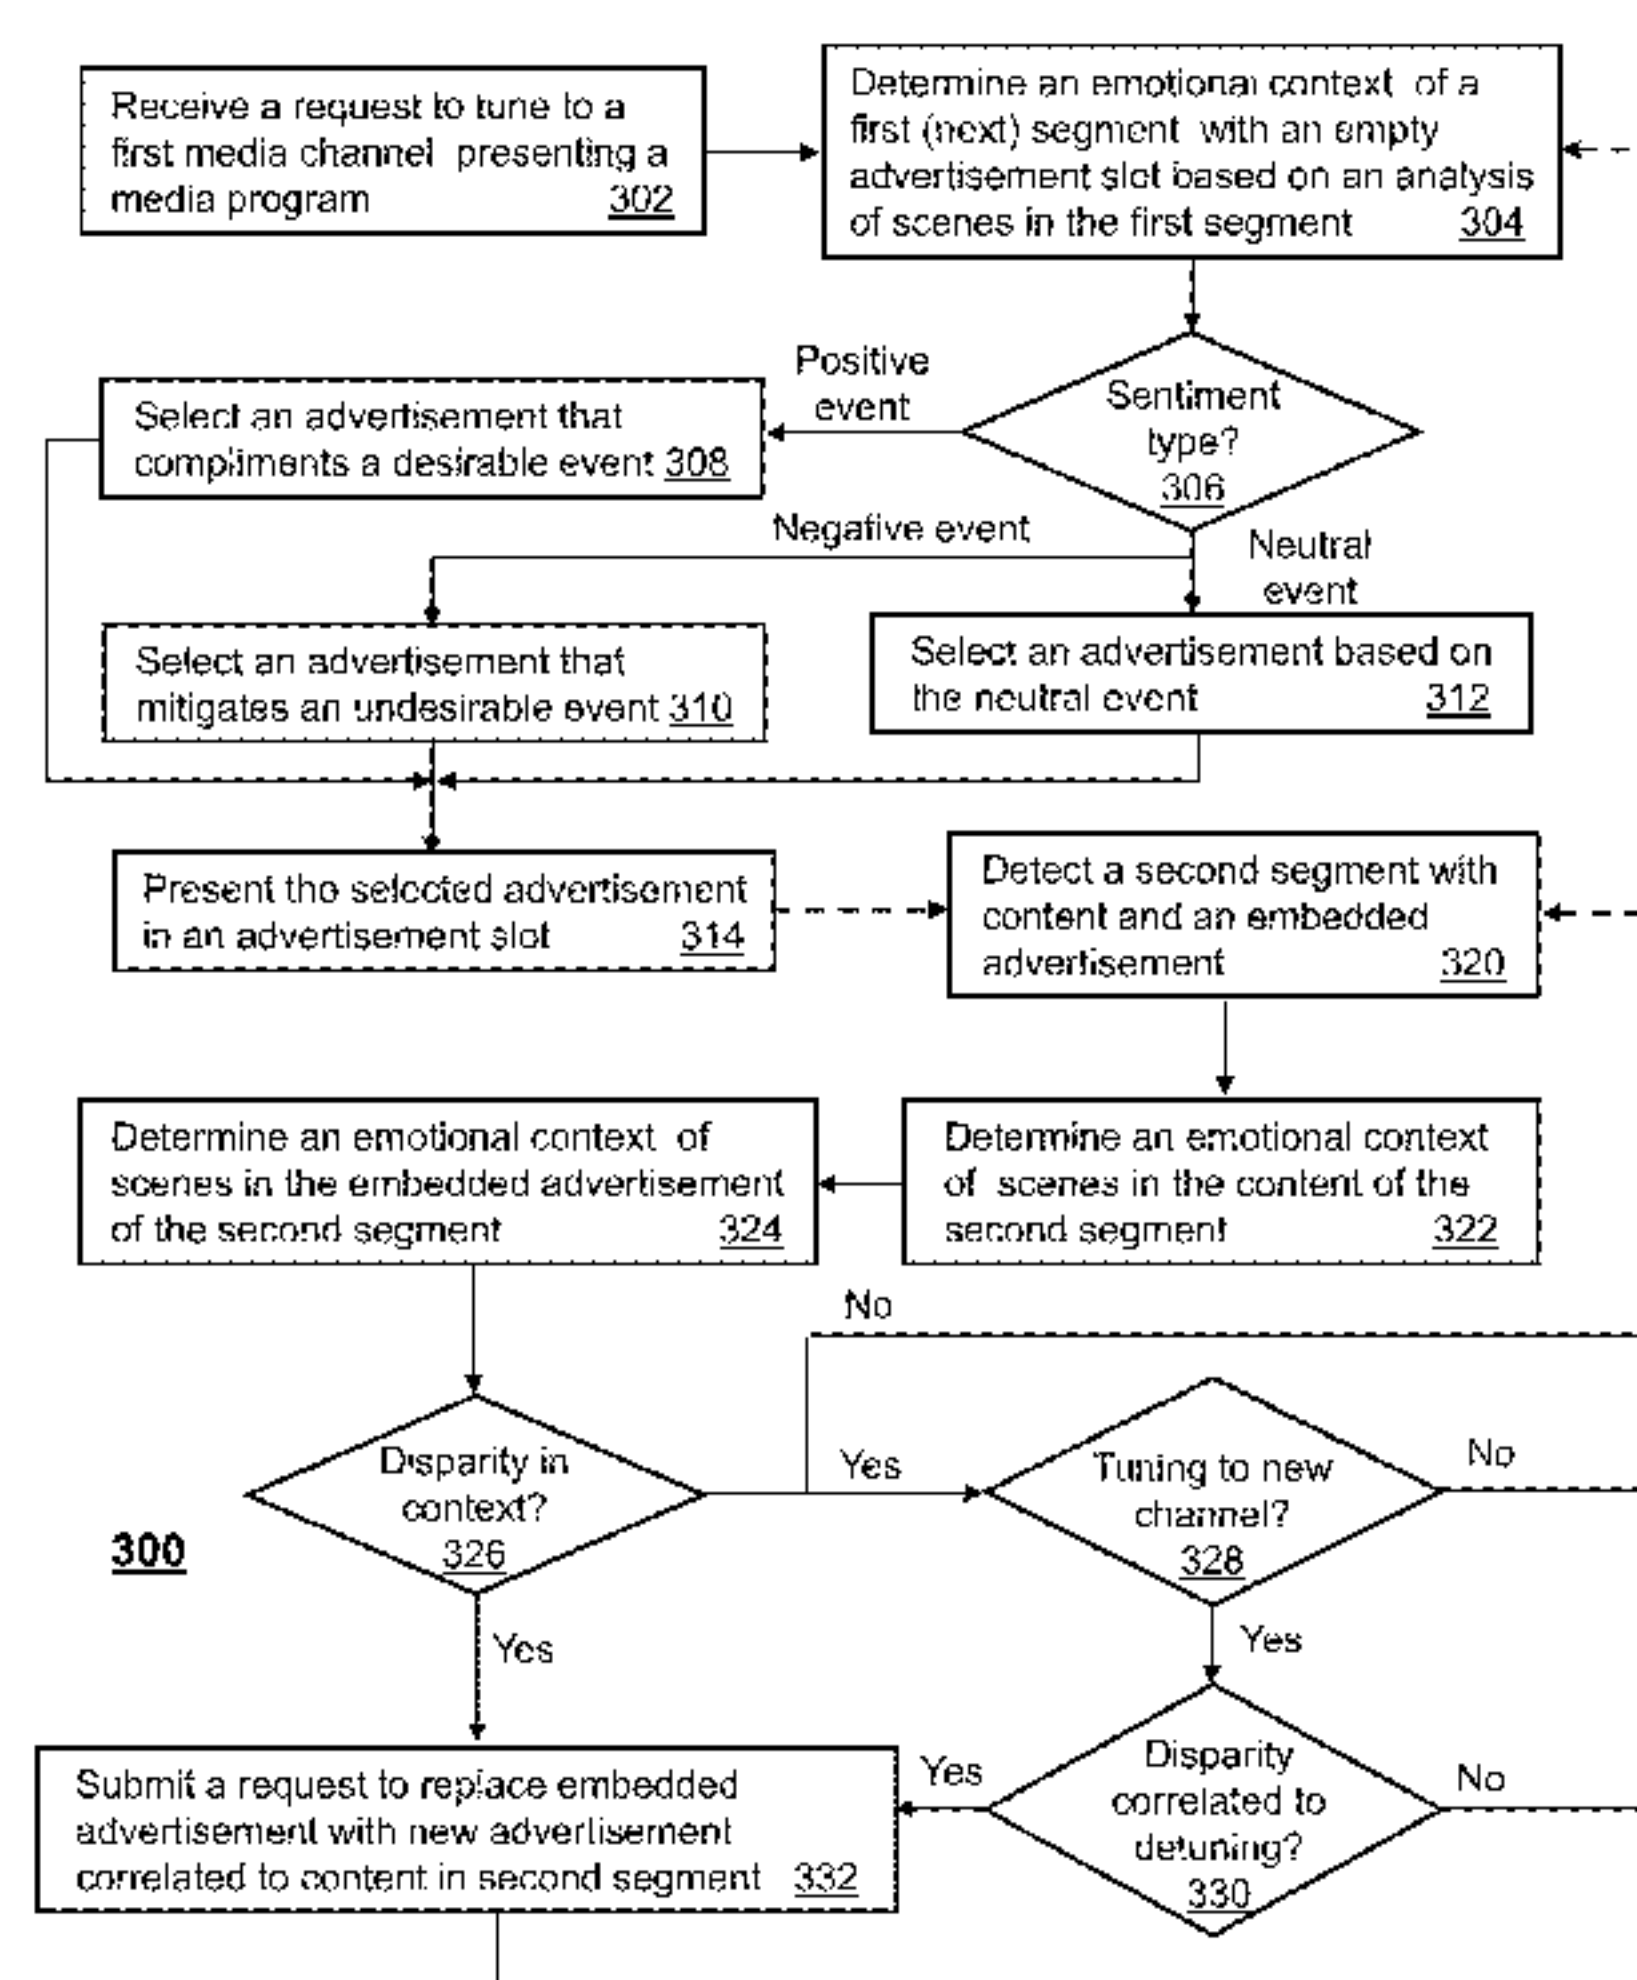 Receive a request to tune to a
first media channel presenting a
media program 302
Determine an emotional context of a
first (next) segment with an empty
advertisement slot based on an analysis
of scenes in the first segment 304
Sentiment
type?
306
Positive
event
Select an advertisement that
compliments a desirable event 308
Negative event
Neutral
event
Select an advertisement that
mitigates an undesirable event 310
Select an advertisement based on
the neutral event 312
Present the selected advertisement
in an advertisement slot 314
Detect a second segment with
content and an embedded
advertisement 320
Determine an emotional context of
scenes in the embedded advertisement
of the second segment 324
Determine an emotional context
of scenes in the content of the
second segment 322
No
Disparity in
context?
326
Yes
Tuning to new
channel?
328
No
300
Yes
Yes
Submit a request to replace embedded
advertisement with new advertisement
correlated to content in second segment 332
Yes
Disparity
correlated to
detuning?
330
No